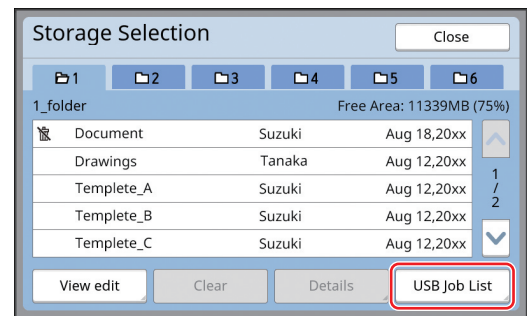 Storage Selection Close
1 2 3 4 5 6
1_folder Free Area: 11339MB (75%)
Document Suzuki Aug 18,20xx
Drawings Tanaka Aug 12,20xx
Templete_A Suzuki Aug 12,20xx
Templete_B Suzuki Aug 12,20xx
Templete_C Suzuki Aug 12,20xx
1
/
2
View edit Clear Details USB Job List